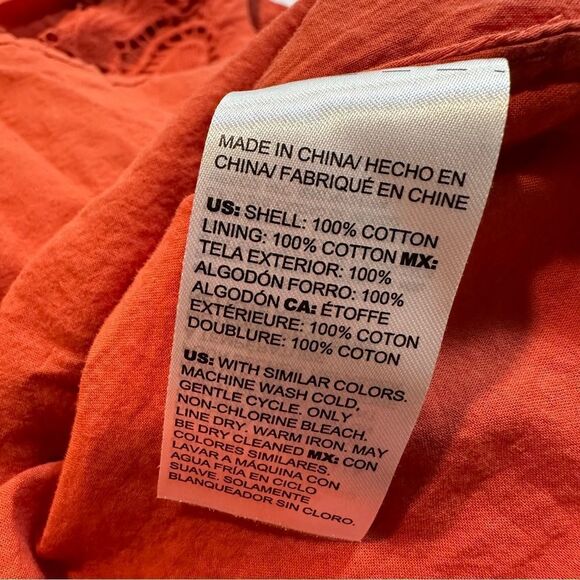 MADE IN CHINA/ HECHO EN
CHINA/ FABRIQUÉ EN CHINE
US: SHELL: 100% COTTON
LINING: 100% COTTON MX:
TELA EXTERIOR: 100%
ALGODÓN FORRO: 100%
ALGODÓN CA: ÉTOFFE
EXTÉRIEURE: 100% COTON
DOUBLURE: 100% COTON
US: WITH SIMILAR COLORS.
MACHINE WASH COLD,
GENTLE CYCLE. ONLY
NON-CHLORINE BLEACH.
LINE DRY. WARM IRON. MAY
BE DRY CLEANED MX: CON
COLORES SIMILARES.
LAVAR A MÁQUINA CON
AGUA FRÍA EN CICLO
SUAVE. SOLAMENTE
BLANQUEADOR SIN CLORO.